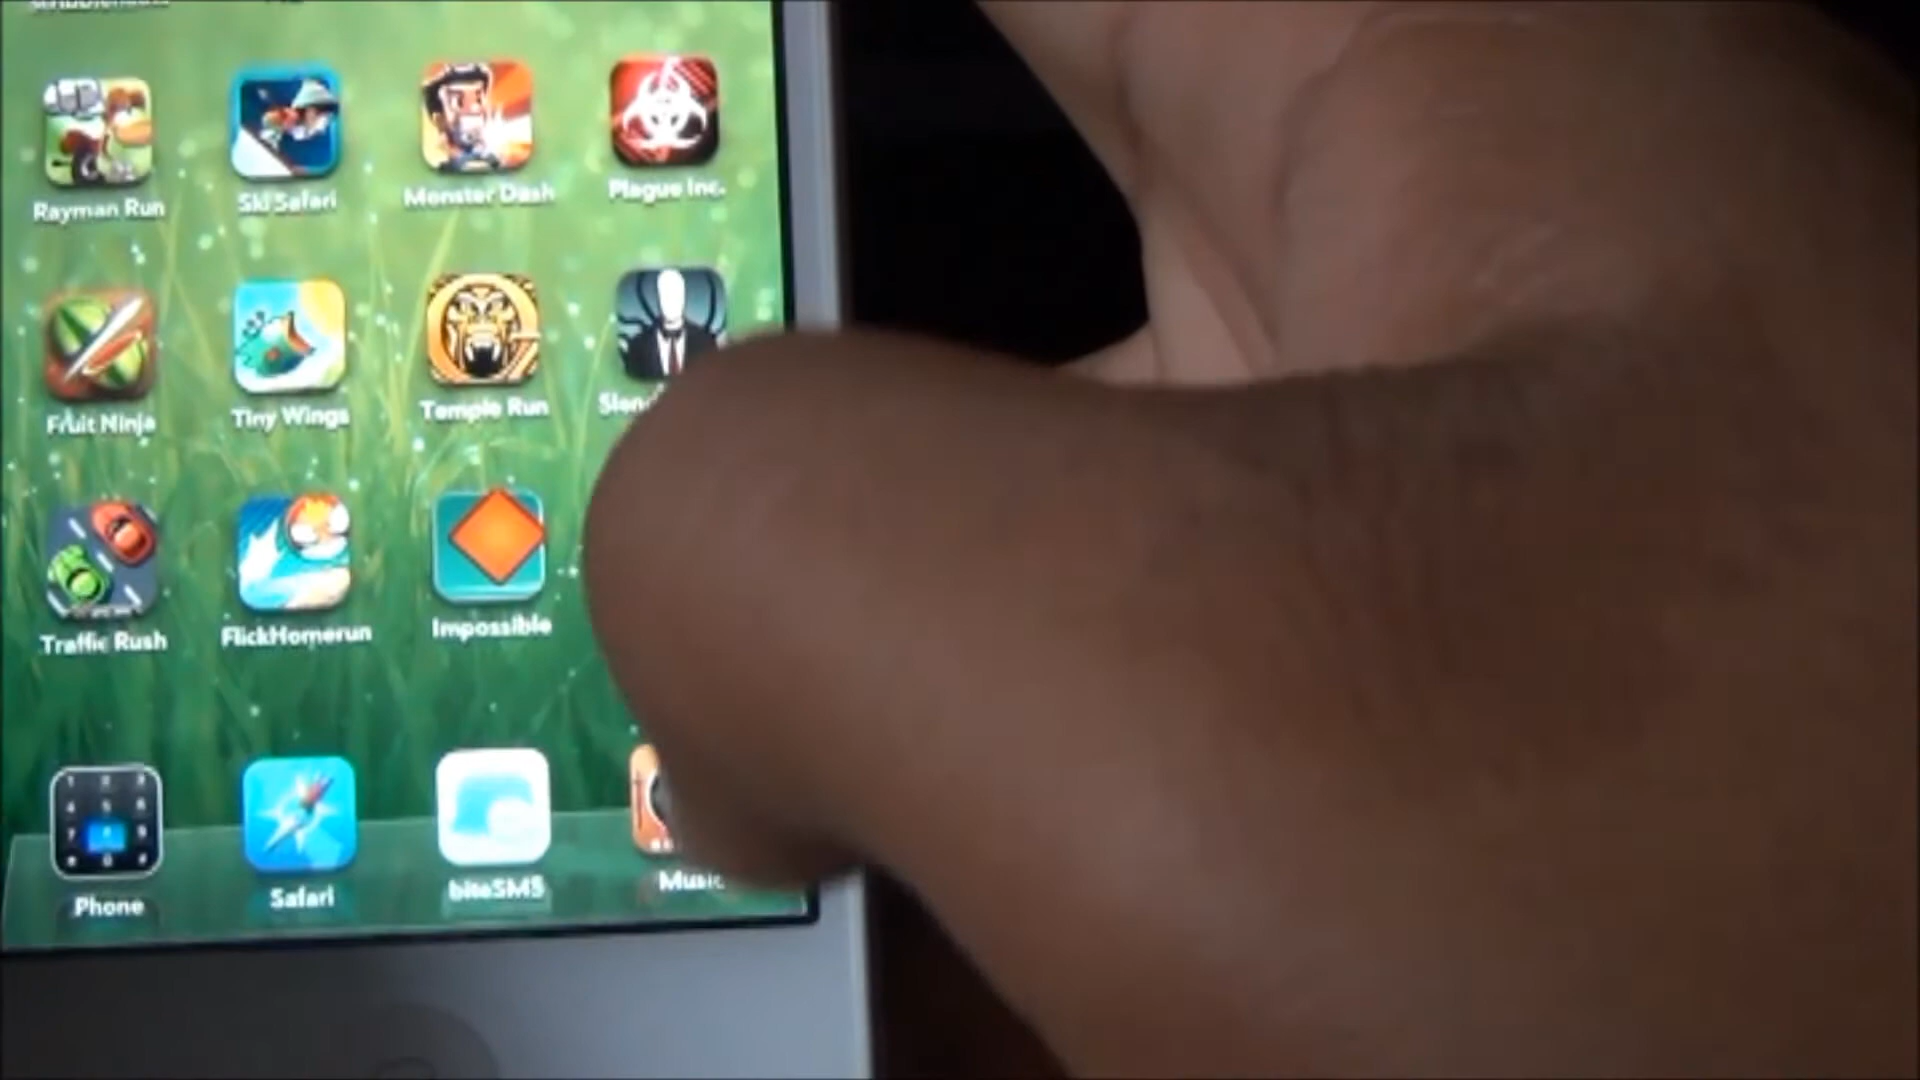 Rayman Run
Ski Safari
Monster Dash
Plague Inc.
Fruit Ninja
Tiny Wings
Temple Run
Traffic Rush
FlickHomerun
Impossible
Phone
Safari
biteSMS
Music